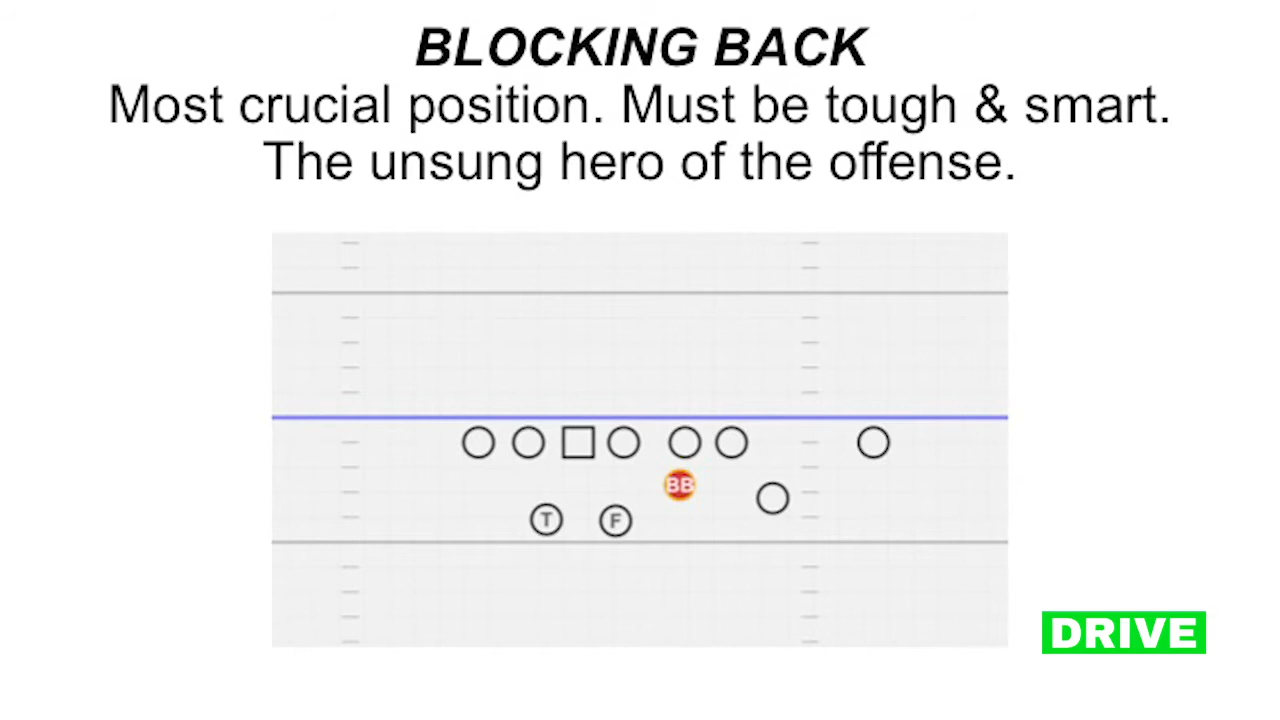 BLOCKING BACK
Most crucial position. Must be tough & smart.
The unsung hero of the offense.
BB
T
F
DRIVE